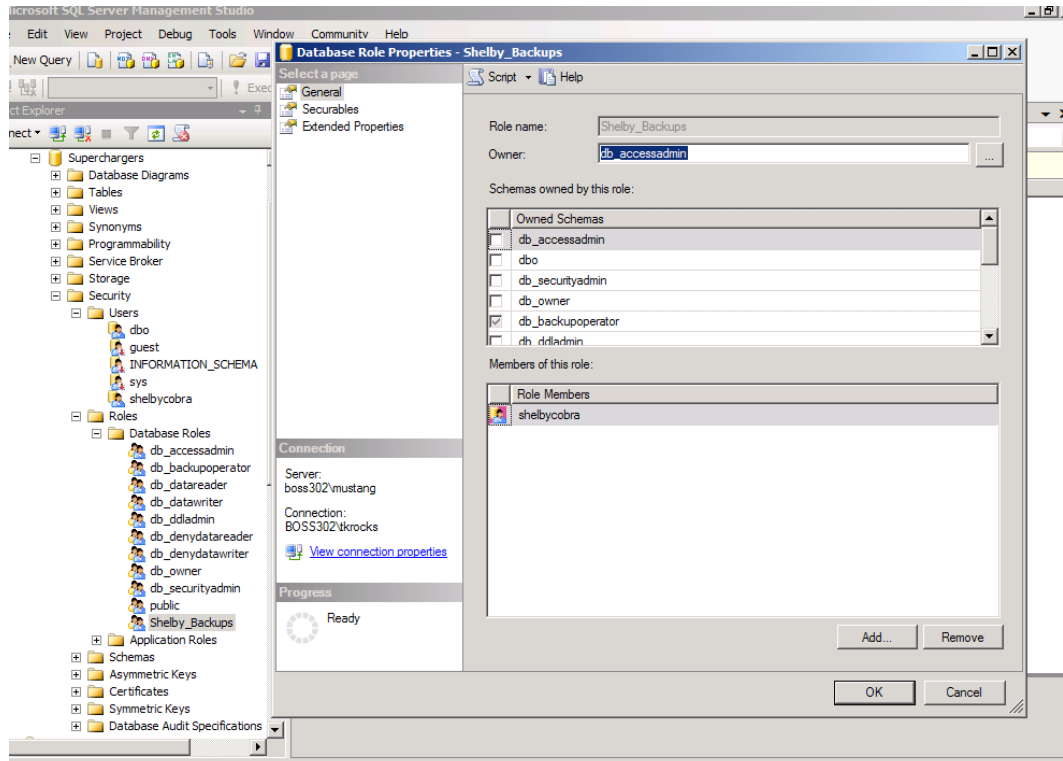 Microsoft SQL Server Management Studio
Edit View Project Debug Tools Window Community Help
New Query
Exec
Explorer
Superchargers
Database Diagrams
Tables
Views
Synonyms
Programmability
Service Broker
Storage
Security
Users
dbo
guest
INFORMATION_SCHEMA
sys
shelbycobra
Roles
Database Roles
db_accessadmin
db_backupoperator
db_datareader
db_datawriter
db_ddladmin
db_denydatareader
db_denydatawriter
db_owner
db_securityadmin
public
Shelby_Backups
Application Roles
Schemas
Asymmetric Keys
Certificates
Symmetric Keys
Database Audit Specifications
Database Role Properties - Shelby_Backups
Select a page
General
Securables
Extended Properties
Connection
Server:
boss302\mustang
Connection:
BOSS302\tkrocks
View connection properties
Progress
Ready
Script Help
Role name: Shelby_Backups
Owner: db_accessadmin ...
Schemas owned by this role:
Owned Schemas
db_accessadmin
dbo
db_securityadmin
db_owner
db_backupoperator
db_ddladmin
Members of this role:
Role Members
shelbycobra
Add... Remove
OK Cancel